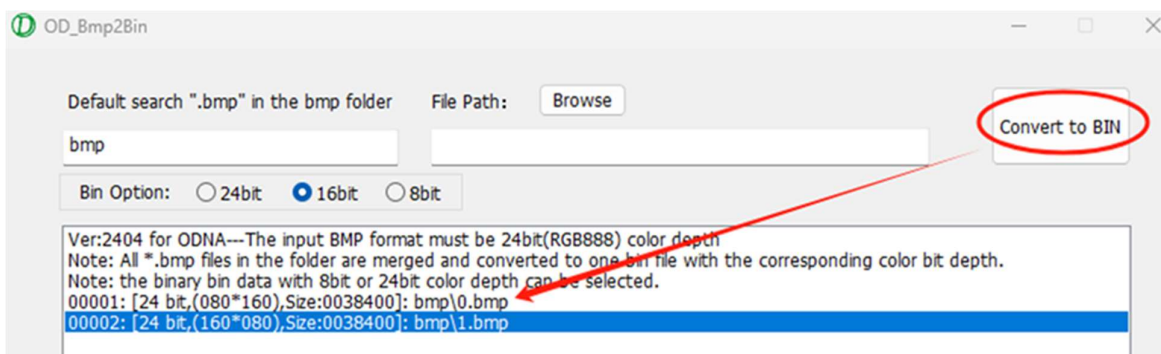 OD_Bmp2Bin
Default search ".bmp" in the bmp folder File Path: Browse
Convert to BIN
bmp
Bin Option: 24bit 16bit 8bit
Ver:2404 for ODNA---The input BMP format must be 24bit(RGB888) color depth
Note: All *.bmp files in the folder are merged and converted to one bin file with the corresponding color bit depth.
Note: the binary bin data with 8bit or 24bit color depth can be selected.
00001: [24 bit,(080*160),Size:0038400]: bmp\0.bmp
00002: [24 bit,(160*080),Size:0038400]: bmp\1.bmp